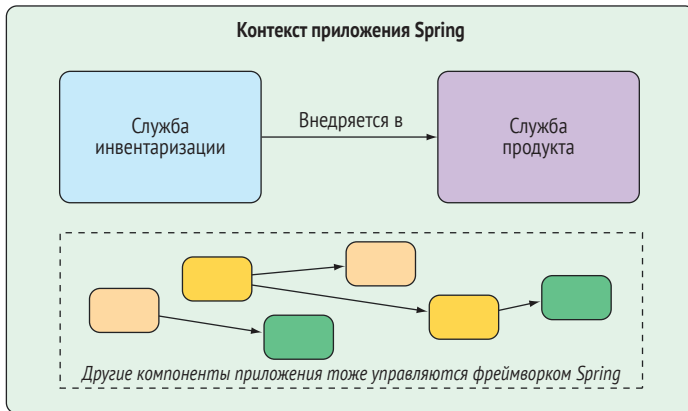 Контекст приложения Spring
Служба
инвентаризации
Внедряется в
Служба
продукта
Другие компоненты приложения тоже управляются фреймворком Spring